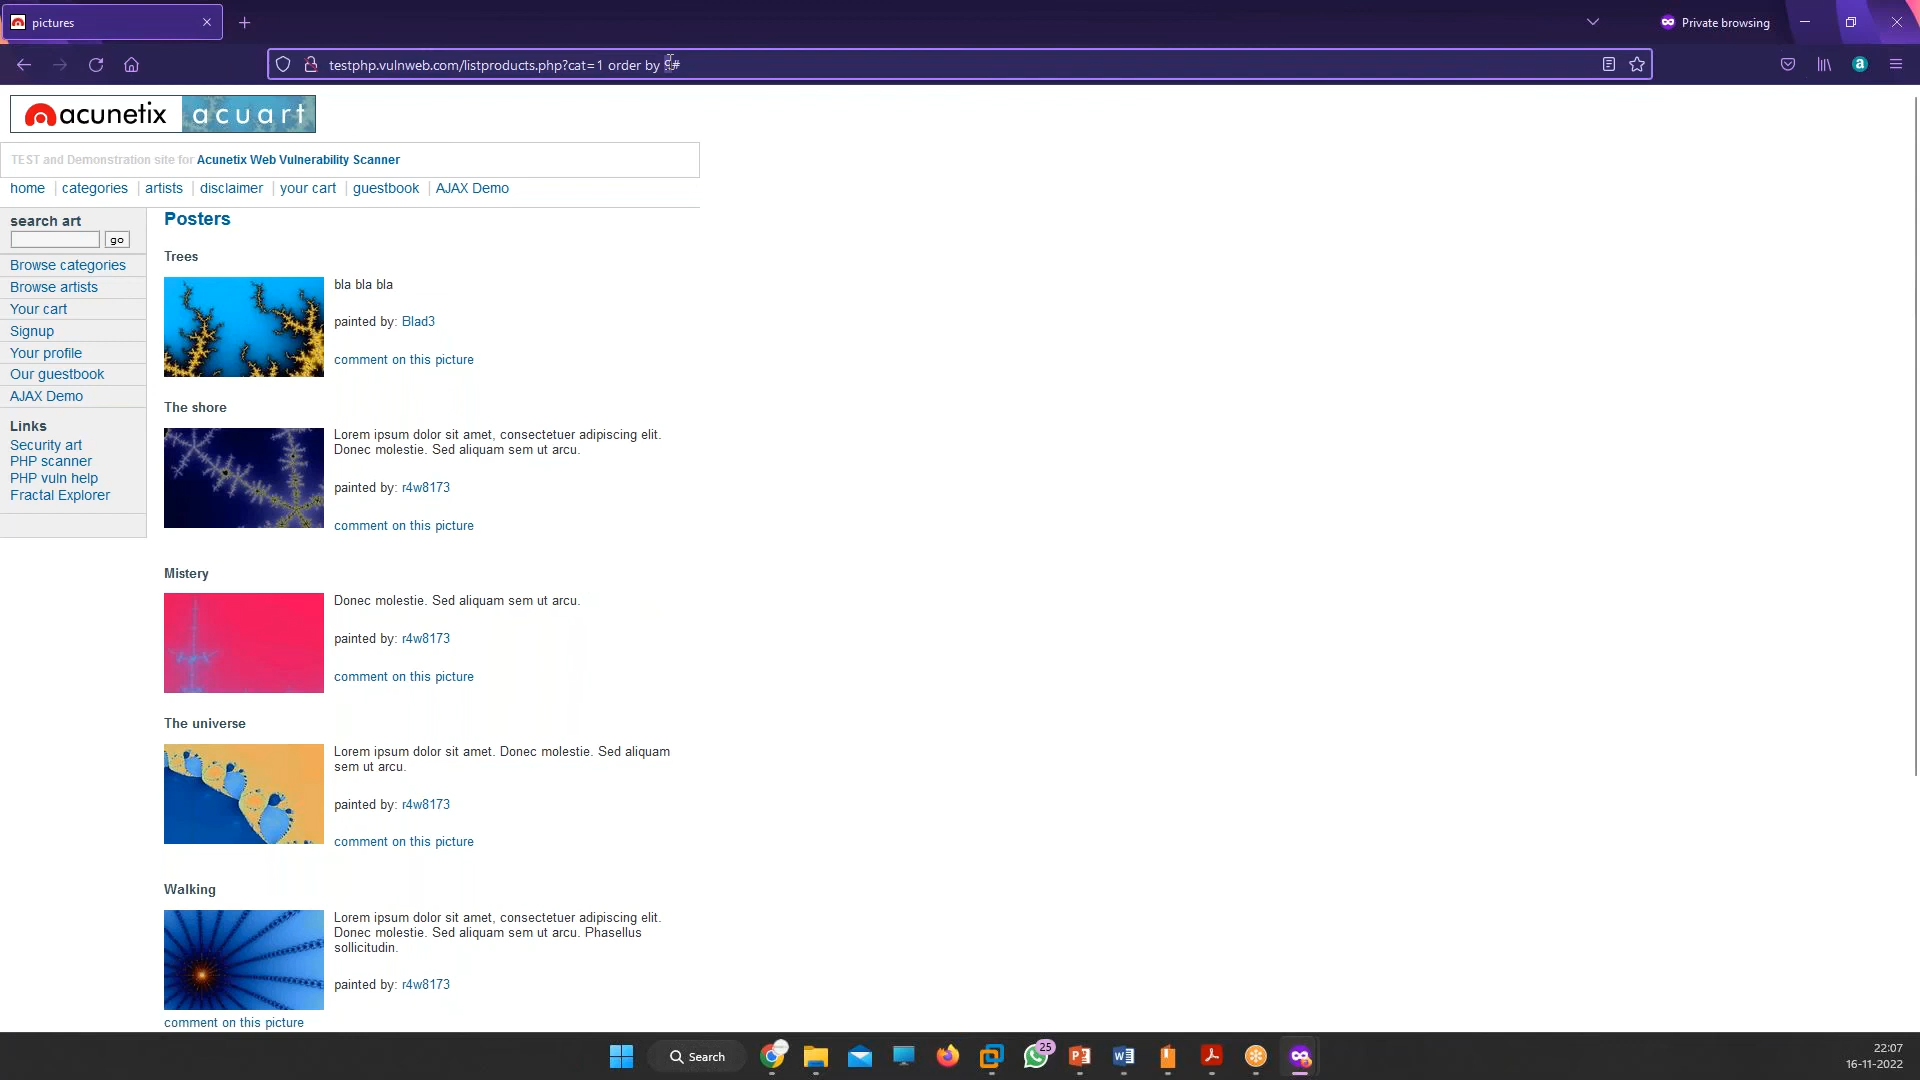 pictures
Private browsing
testphp.vulnweb.com/listproducts.php?cat=1 order by #
acunetix acuart
TEST and Demonstration site for Acunetix Web Vulnerability Scanner
home | categories | artists | disclaimer | your cart | guestbook | AJAX Demo
search art
go
Browse categories
Browse artists
Your cart
Signup
Your profile
Our guestbook
AJAX Demo
Links
Security art
PHP scanner
PHP vuln help
Fractal Explorer
Posters
Trees
bla bla bla
painted by: Blad3
comment on this picture
The shore
Lorem ipsum dolor sit amet, consectetuer adipiscing elit.
Donec molestie. Sed aliquam sem ut arcu.
painted by: r4w8173
comment on this picture
Mistery
Donec molestie. Sed aliquam sem ut arcu.
painted by: r4w8173
comment on this picture
The universe
Lorem ipsum dolor sit amet. Donec molestie. Sed aliquam
sem ut arcu.
painted by: r4w8173
comment on this picture
Walking
Lorem ipsum dolor sit amet, consectetuer adipiscing elit.
Donec molestie. Sed aliquam sem ut arcu. Phasellus
sollicitudin.
painted by: r4w8173
comment on this picture
Search
25
22:07
16-11-2022